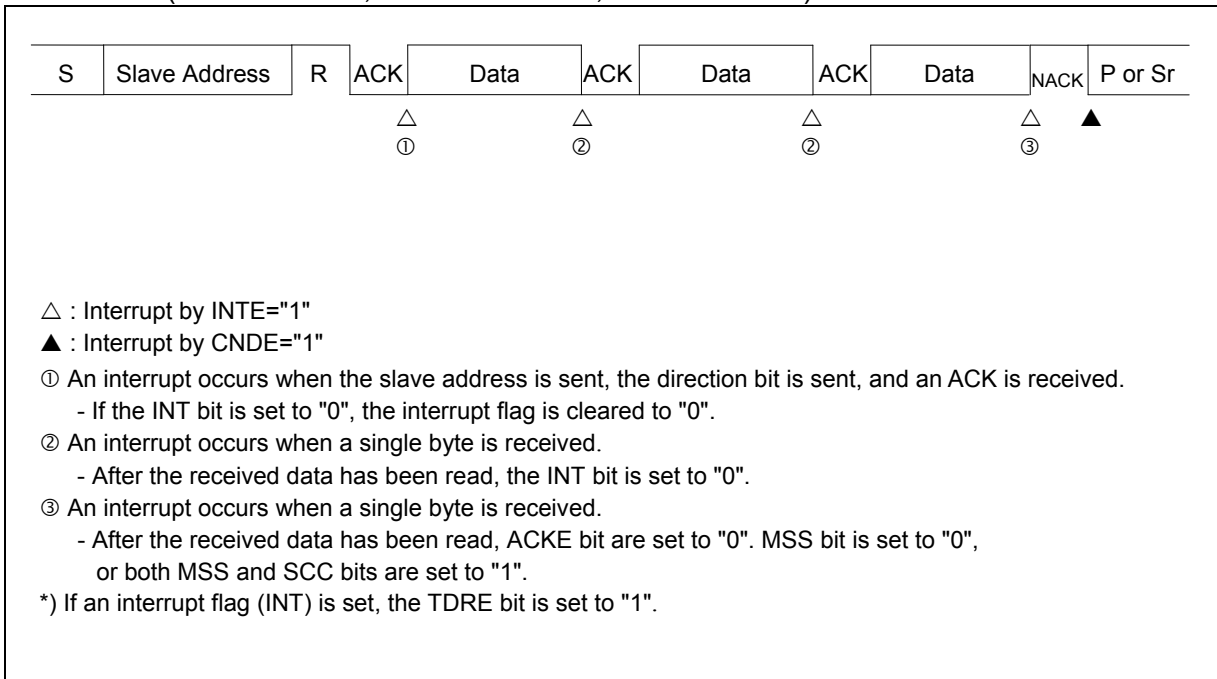 S Slave Address R ACK Data ACK Data ACK Data NACK P or Sr
△ △ △ △ ▲
① ② ② ③
△ : Interrupt by INTE="1"
▲ : Interrupt by CNDE="1"
① An interrupt occurs when the slave address is sent, the direction bit is sent, and an ACK is received.
- If the INT bit is set to "0", the interrupt flag is cleared to "0".
② An interrupt occurs when a single byte is received.
- After the received data has been read, the INT bit is set to "0".
③ An interrupt occurs when a single byte is received.
- After the received data has been read, ACKE bit are set to "0". MSS bit is set to "0",
or both MSS and SCC bits are set to "1".
*) If an interrupt flag (INT) is set, the TDRE bit is set to "1".